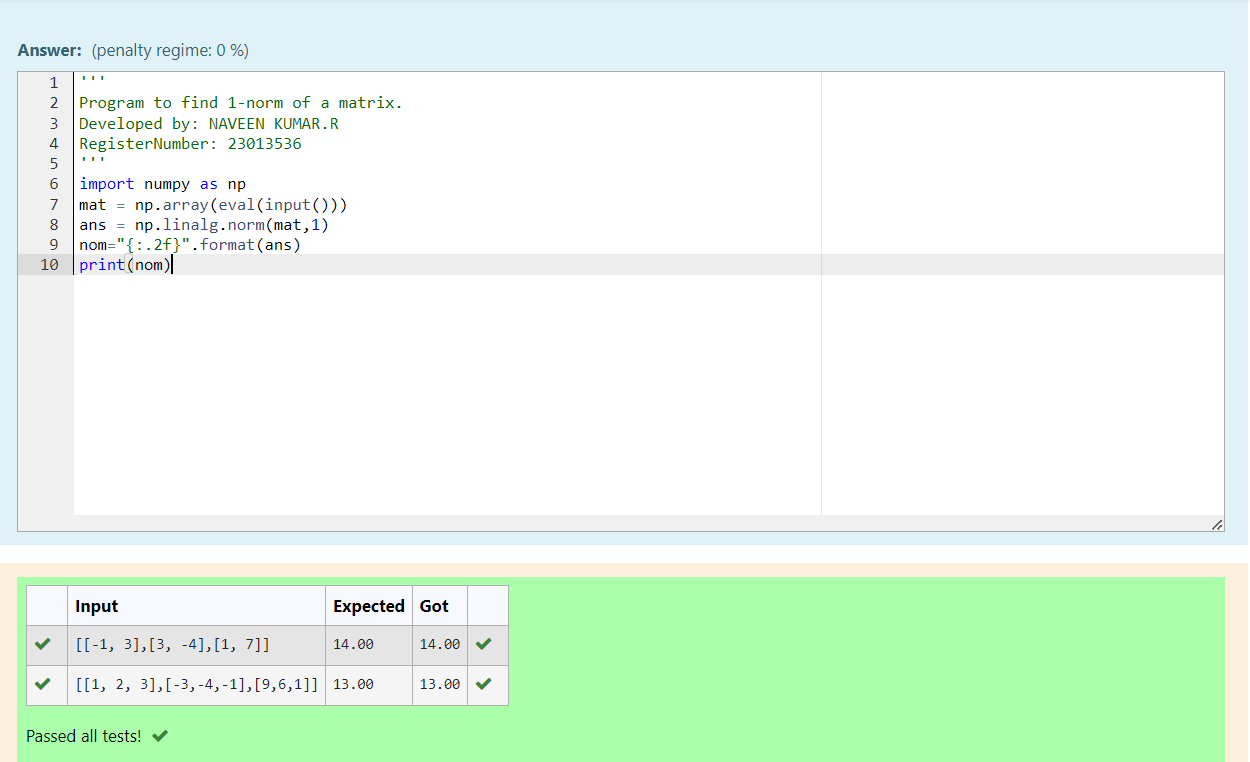 Answer: (penalty regime: 0 %)
1 '''
2 Program to find 1-norm of a matrix.
3 Developed by: NAVEEN KUMAR.R
4 RegisterNumber: 23013536
5 '''
6 import numpy as np
7 mat = np.array(eval(input()))
8 ans = np.linalg.norm(mat,1)
9 nom="{:.2f}".format(ans)
10 print(nom)
Input Expected Got
[[-1, 3],[3, -4],[1, 7]] 14.00 14.00
[[1, 2, 3],[-3,-4,-1],[9,6,1]] 13.00 13.00
Passed all tests!